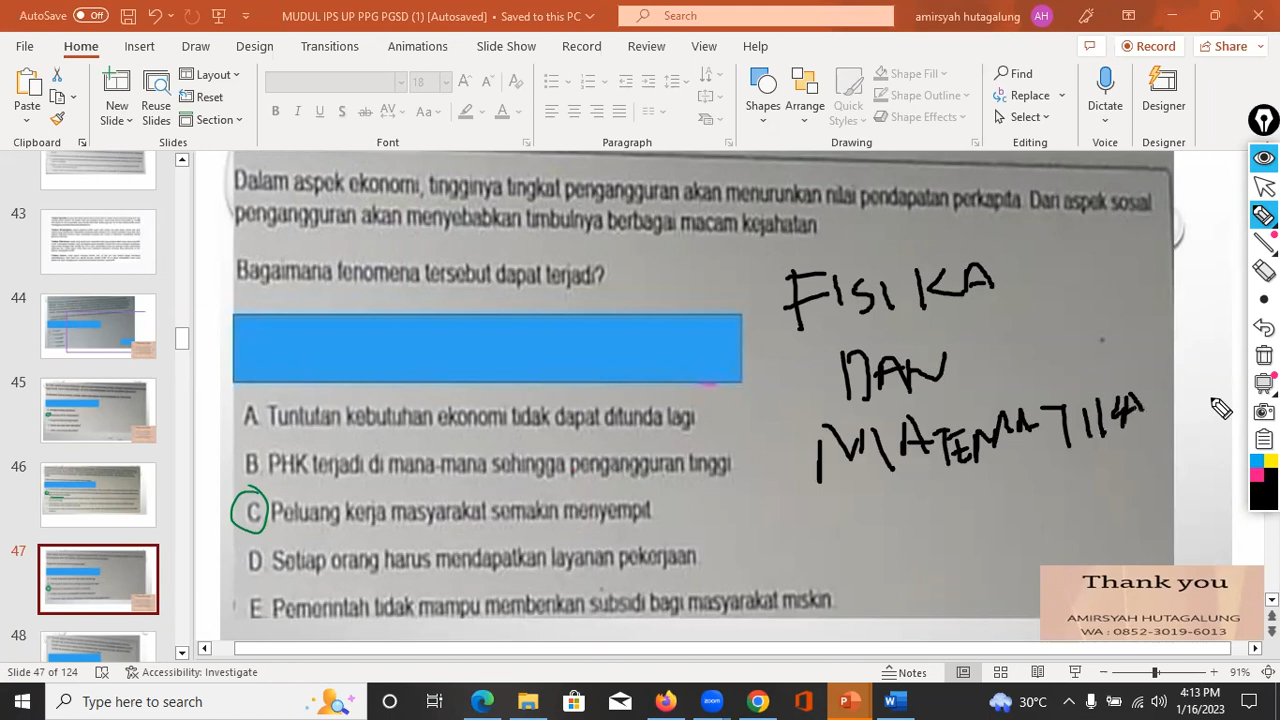 AutoSave Off MUDUL IPS UP PPG PGSD (1) [Autosaved] • Saved to this PC Search amirsyah hutagalung AH
File Home Insert Draw Design Transitions Animations Slide Show Record Review View Help Record Share
Paste New Slide Reuse Slides Layout Reset Section 18 Shapes Arrange Quick Styles Shape Fill Shape Outline Shape Effects Find Replace Select Dictate Designer
Clipboard Slides Font Paragraph Drawing Editing Voice Designer
43
44
45
46
47
48
Dalam aspek ekonomi, tingginya tingkat pengangguran akan menurunkan nilai pendapatan perkapita. Dari aspek sosial
pengangguran akan menyebabkan timbulnya berbagai macam kejahatan
Bagaimana fenomena tersebut dapat terjadi?
A. Tuntutan kebutuhan ekonomi tidak dapat ditunda lagi
B. PHK terjadi di mana-mana sehingga pengangguran tinggi
C. Peluang kerja masyarakat semakin menyempit
D. Setiap orang harus mendapatkan layanan pekerjaan
E. Pemerintah tidak mampu memberikan subsidi bagi masyarakat miskin.
FISIKA
DAN
MATEMATIKA
Thank you
AMIRSYAH HUTAGALUNG
WA : 0852-3019-6013
Slide 47 of 124 Accessibility: Investigate Notes 91%
Type here to search 30°C 4:13 PM
1/16/2023